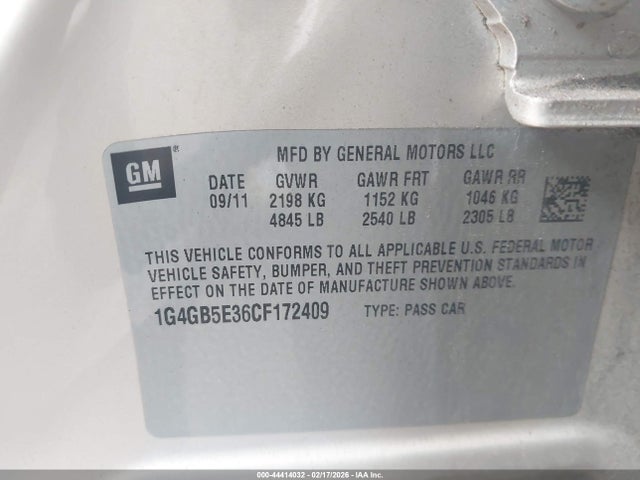 GM®
MFD BY GENERAL MOTORS LLC
DATE GVWR GAWR FRT GAWR RR
09/11 2198 KG 1152 KG 1046 KG
4845 LB 2540 LB 2305 LB
THIS VEHICLE CONFORMS TO ALL APPLICABLE U.S. FEDERAL MOTOR
VEHICLE SAFETY, BUMPER, AND THEFT PREVENTION STANDARDS IN
EFFECT ON THE DATE OF MANUFACTURE SHOWN ABOVE.
1G4GB5E36CF172409 TYPE: PASS CAR
000-44414032 - 02/17/2026 - IAAI.COM